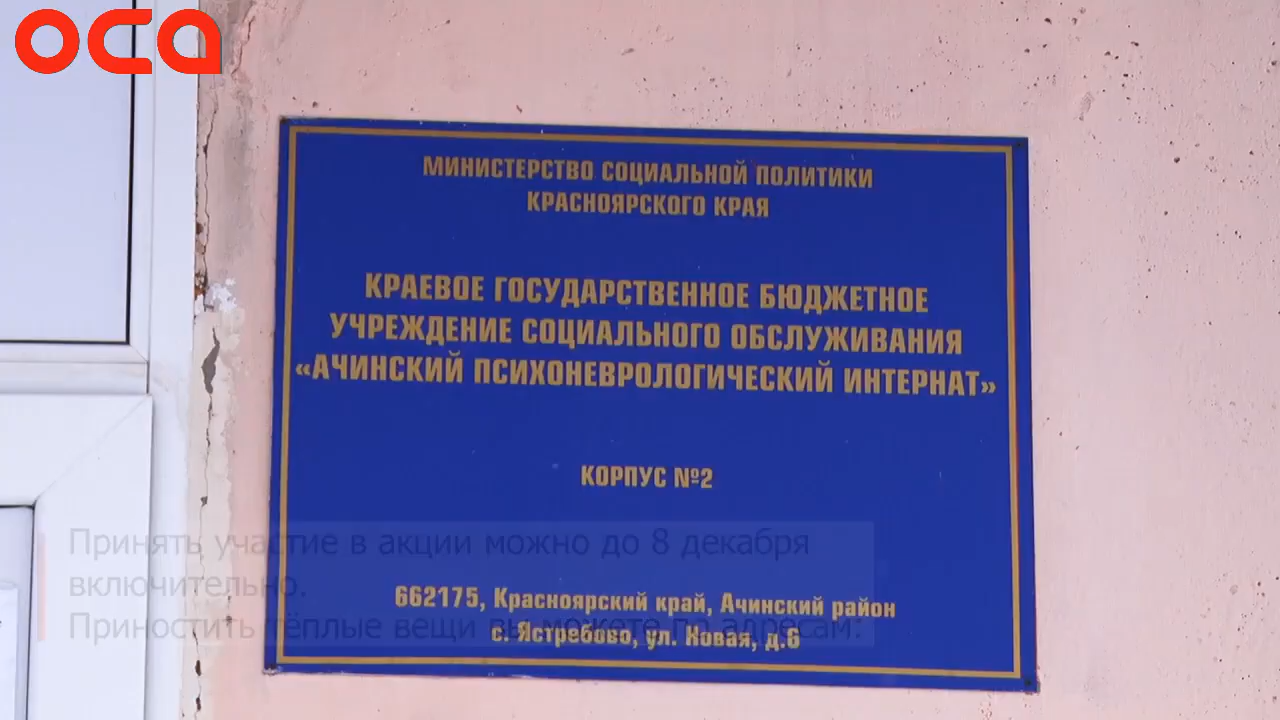 оса
МИНИСТЕРСТВО СОЦИАЛЬНОЙ ПОЛИТИКИ
КРАСНОЯРСКОГО КРАЯ
КРАЕВОЕ ГОСУДАРСТВЕННОЕ БЮДЖЕТНОЕ
УЧРЕЖДЕНИЕ СОЦИАЛЬНОГО ОБСЛУЖИВАНИЯ
«АЧИНСКИЙ ПСИХОНЕВРОЛОГИЧЕСКИЙ ИНТЕРНАТ»
КОРПУС №2
662175, Красноярский край, Ачинский район
с. Ястребово, ул. Новая, д.6
Принять участие в акции можно до 8 декабря
включительно.
Приностить тёплые вещи вы можете по адресам: